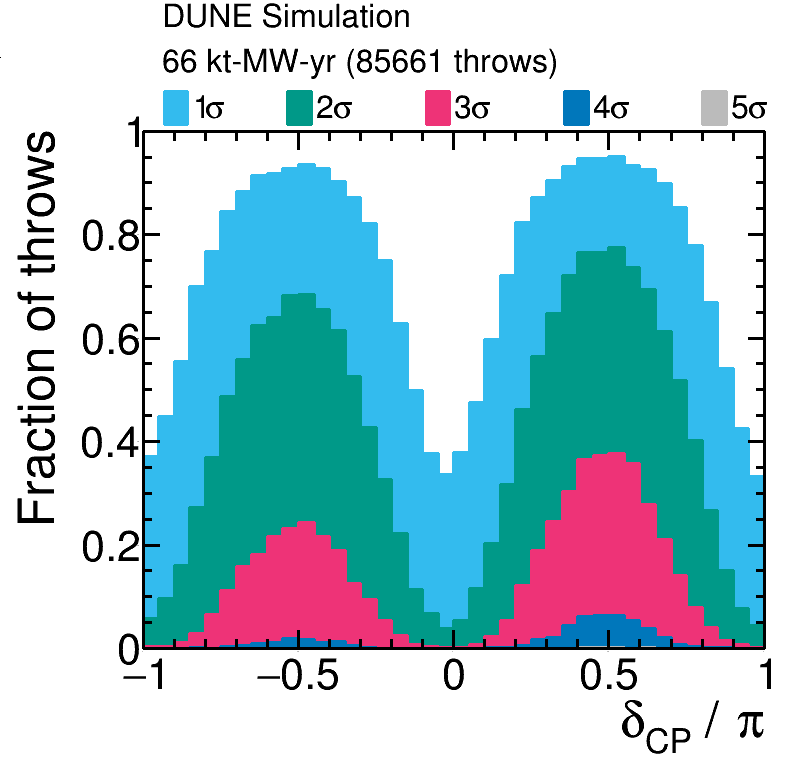 DUNE Simulation
66 kt-MW-yr (85661 throws)
1σ 2σ 3σ 4σ 5σ
Fraction of throws
1
0.8
0.6
0.4
0.2
0
−1 −0.5 0 0.5 1
δCP / π